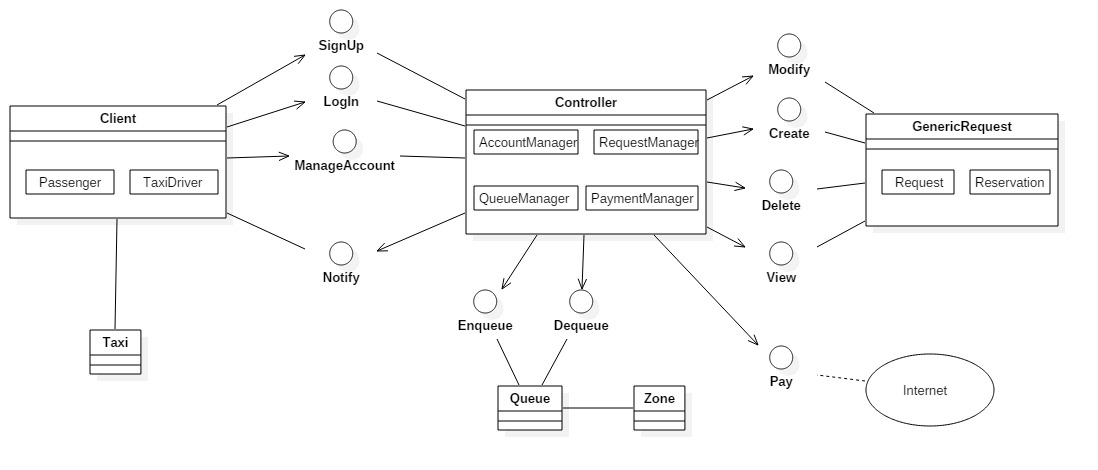 SignUp
LogIn
ManageAccount
Notify
Client
Passenger
TaxiDriver
Taxi
Controller
AccountManager
RequestManager
QueueManager
PaymentManager
Enqueue
Dequeue
Queue
Zone
Modify
Create
Delete
View
Pay
GenericRequest
Request
Reservation
Internet